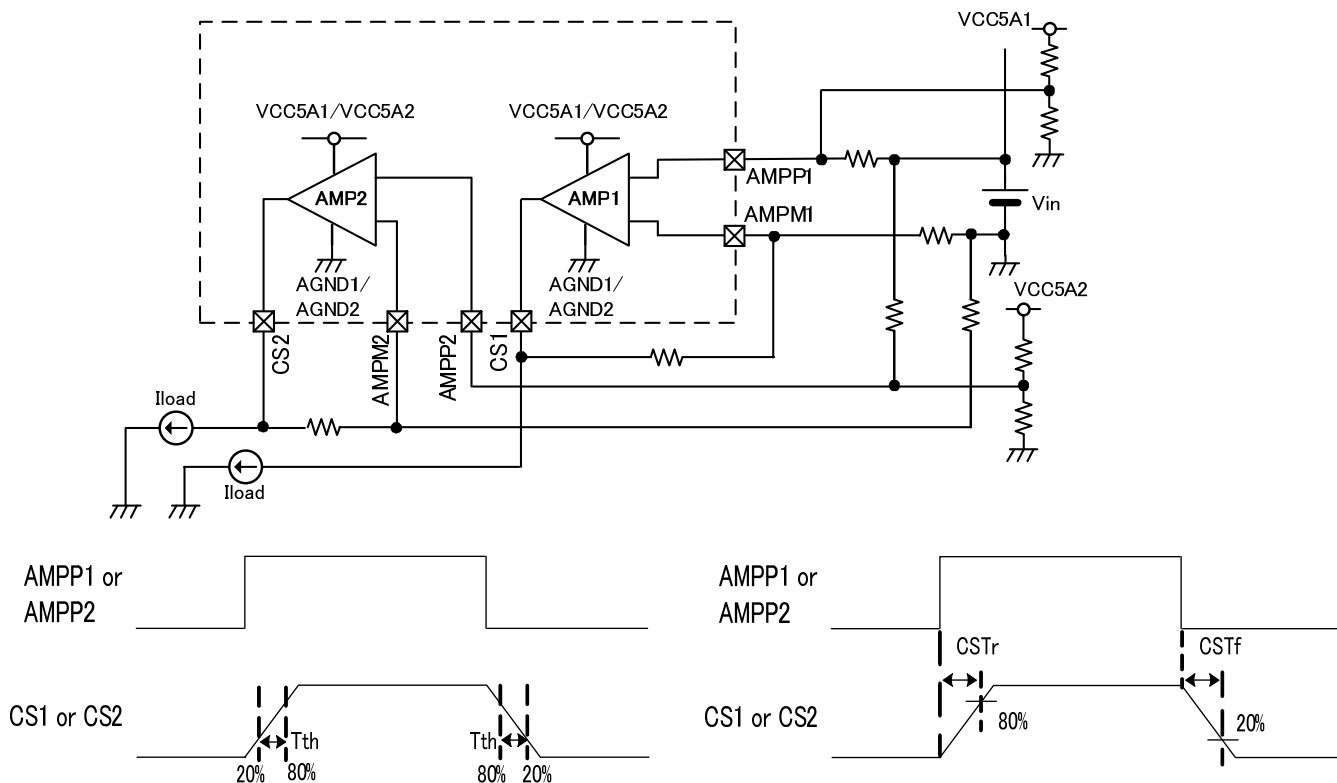 VCC5A1
VCC5A1/VCC5A2
VCC5A1/VCC5A2
AMP2
AMP1
AMPP1
AMPM1
Vin
AGND1/
AGND2
AGND1/
AGND2
VCC5A2
CS2
AMPM2
AMPP2
CS1
Iload
Iload
AMPP1 or
AMPP2
CS1 or CS2
Tth
Tth
20%
80%
80%
20%
AMPP1 or
AMPP2
CSTr
CSTf
CS1 or CS2
80%
20%